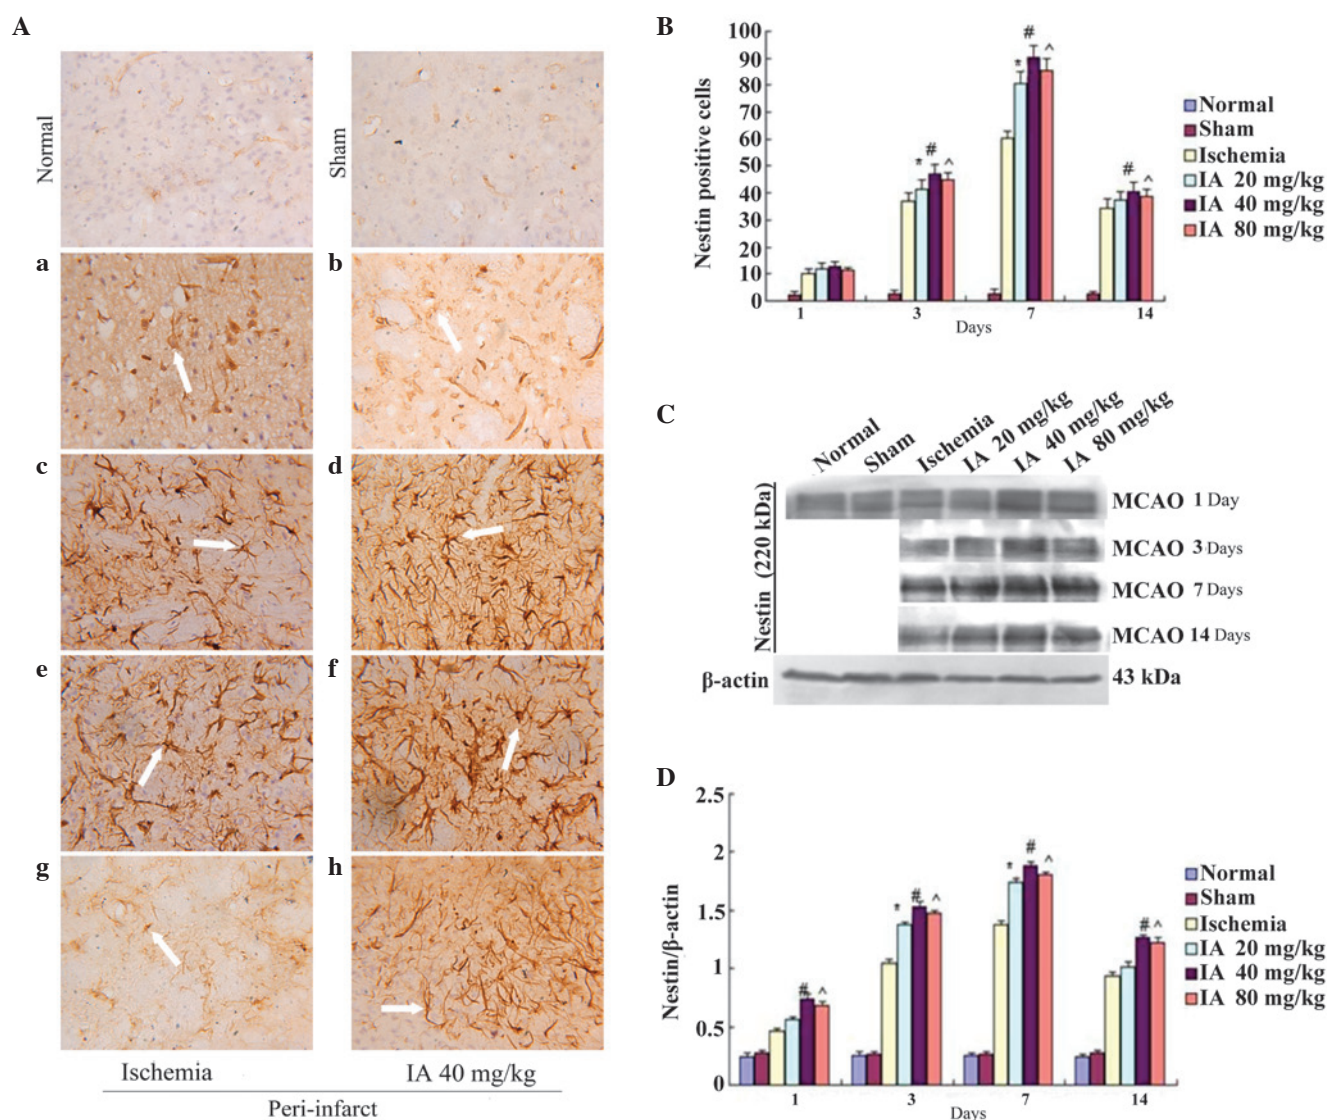 A
Normal
Sham
a
b
c
d
e
f
g
h
Ischemia
IA 40 mg/kg
Peri-infarct
B
Nestin positive cells
100
90
80
70
60
50
40
30
20
10
0
* # ^
* # ^
# ^
1 3 7 14
Days
Normal
Sham
Ischemia
IA 20 mg/kg
IA 40 mg/kg
IA 80 mg/kg
C
Normal
Sham
Ischemia
IA 20 mg/kg
IA 40 mg/kg
IA 80 mg/kg
Nestin (220 kDa)
MCAO 1 Day
MCAO 3 Days
MCAO 7 Days
MCAO 14 Days
β-actin
43 kDa
D
Nestin/β-actin
2.5
2
1.5
1
0.5
0
# ^
* # ^
* # ^
# ^
1 3 7 14
Days
Normal
Sham
Ischemia
IA 20 mg/kg
IA 40 mg/kg
IA 80 mg/kg